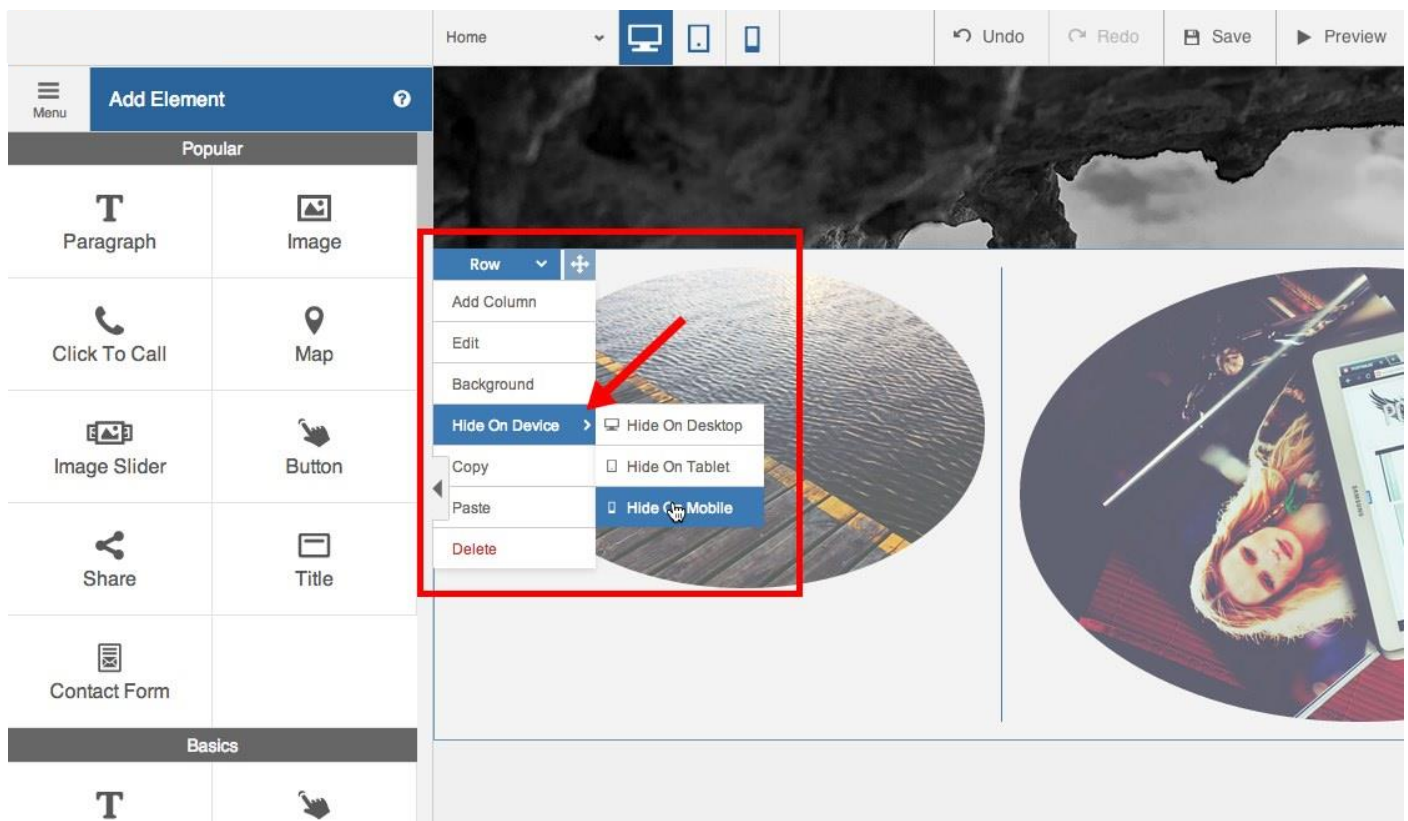 Home
Undo
Redo
Save
Preview
Menu
Add Element
?
Popular
Paragraph
Image
Click To Call
Map
Image Slider
Button
Share
Title
Contact Form
Basics
Row
Add Column
Edit
Background
Hide On Device
Copy
Paste
Delete
Hide On Desktop
Hide On Tablet
Hide On Mobile
SAMSUNG